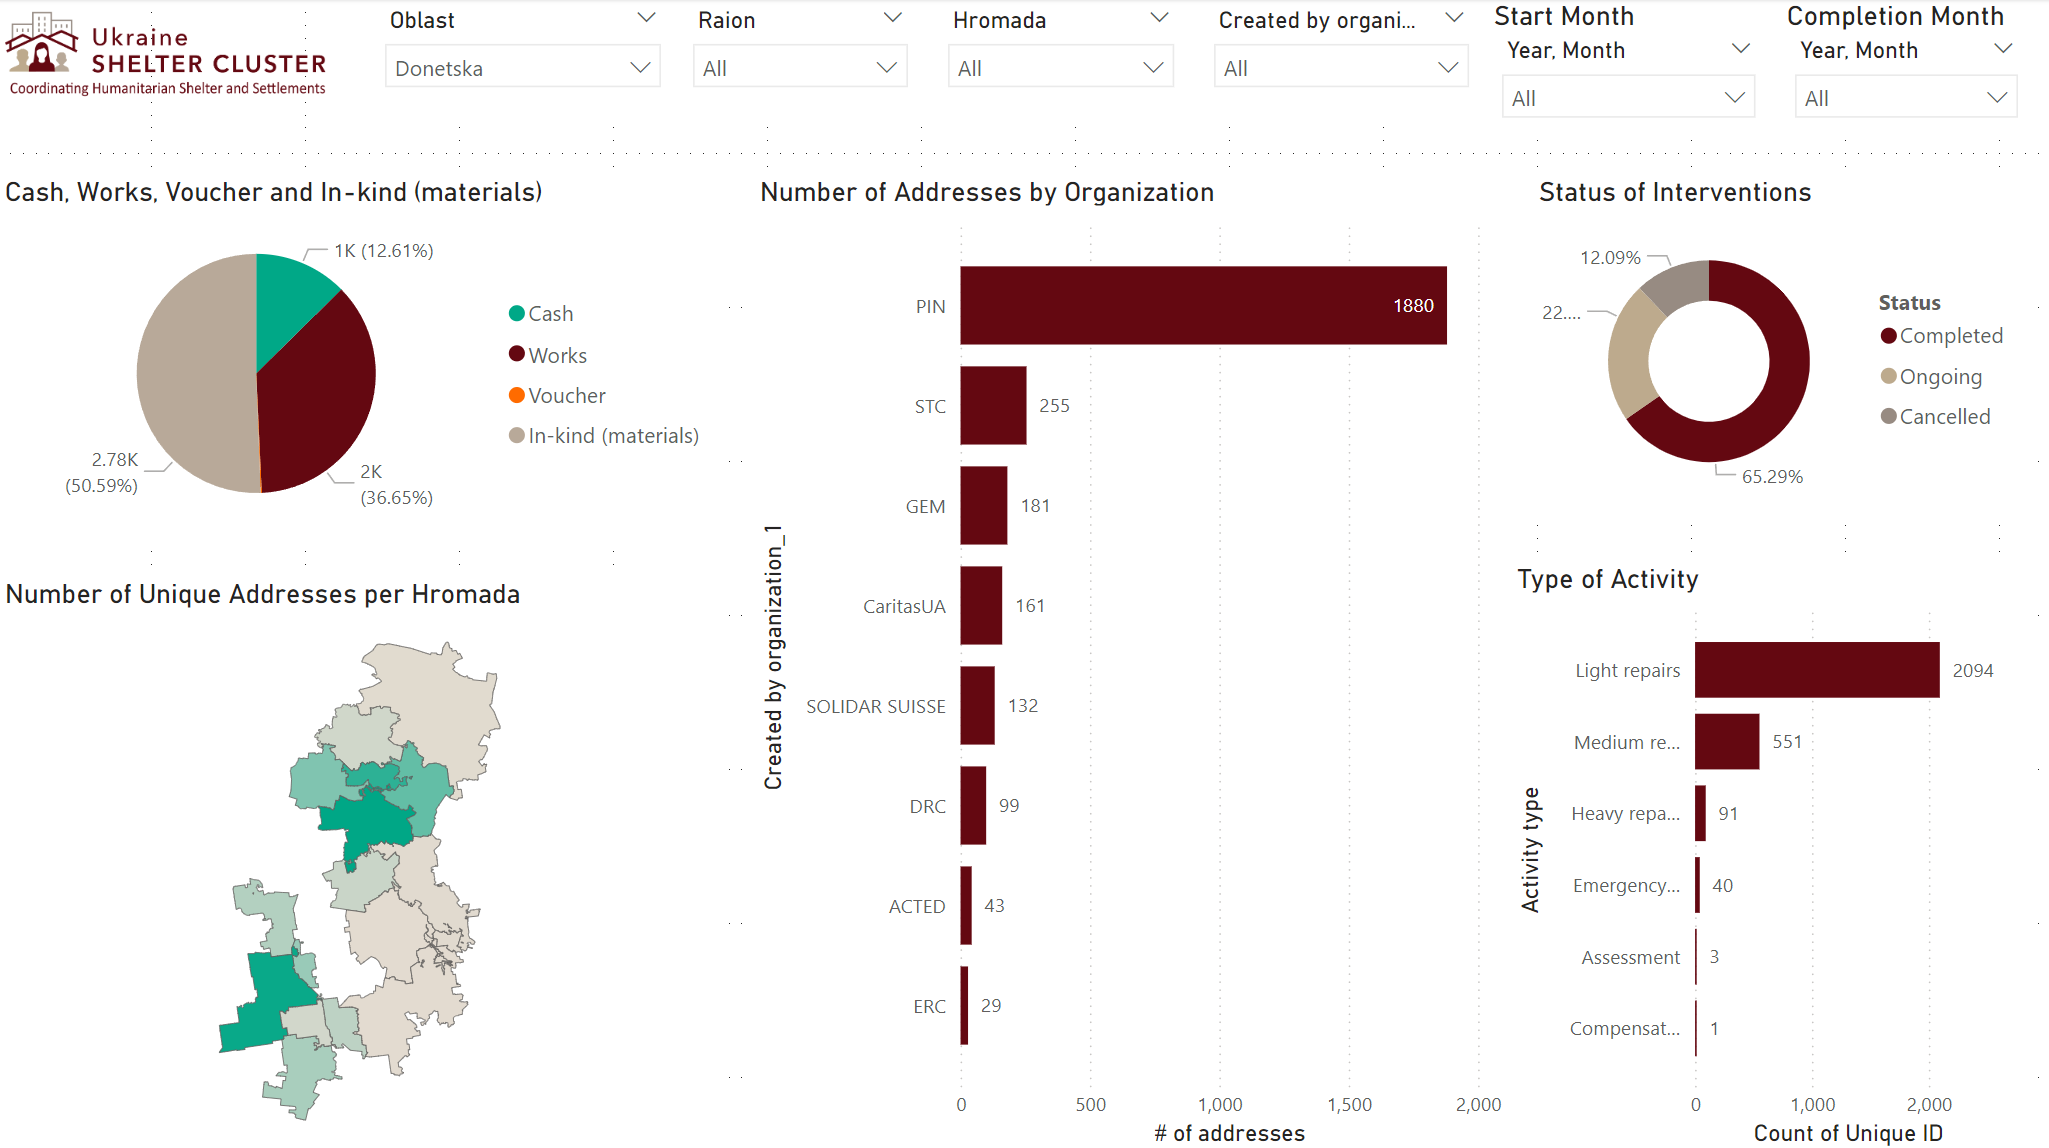 Ukraine
SHELTER CLUSTER
Coordinating Humanitarian Shelter and Settlements
Oblast
Donetska
Raion
All
Hromada
All
Created by organi...
All
Start Month
Year, Month
All
Completion Month
Year, Month
All
Cash, Works, Voucher and In-kind (materials)
1K (12.61%)
2K
(36.65%)
2.78K
(50.59%)
Cash
Works
Voucher
In-kind (materials)
Number of Unique Addresses per Hromada
Number of Addresses by Organization
Created by organization_1
PIN
1880
STC
255
GEM
181
CaritasUA
161
SOLIDAR SUISSE
132
DRC
99
ACTED
43
ERC
29
0
500
1,000
1,500
2,000
# of addresses
Status of Interventions
12.09%
22....
65.29%
Status
Completed
Ongoing
Cancelled
Type of Activity
Activity type
Light repairs
2094
Medium re...
551
Heavy repa...
91
Emergency...
40
Assessment
3
Compensat...
1
0
1,000
2,000
Count of Unique ID